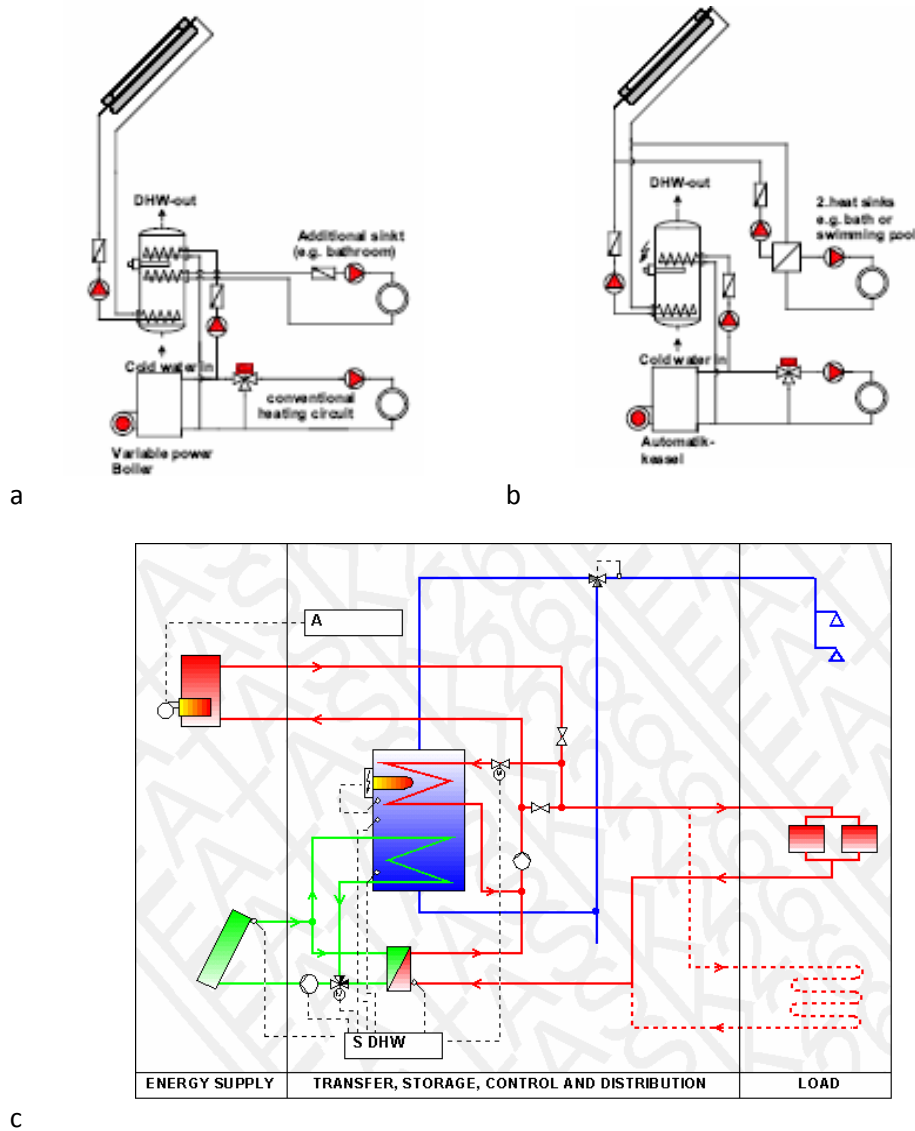 DHW-out
Additional sinkt
(e.g. bathroom)
Cold water in
conventional
heating circuit
Variable power
Boiler
a
DHW-out
2.heat sinks
e.g. bath or
swimming pool
Cold water in
Automatik-
kessel
b
A
S DHW
ENERGY SUPPLY
TRANSFER, STORAGE, CONTROL AND DISTRIBUTION
LOAD
c